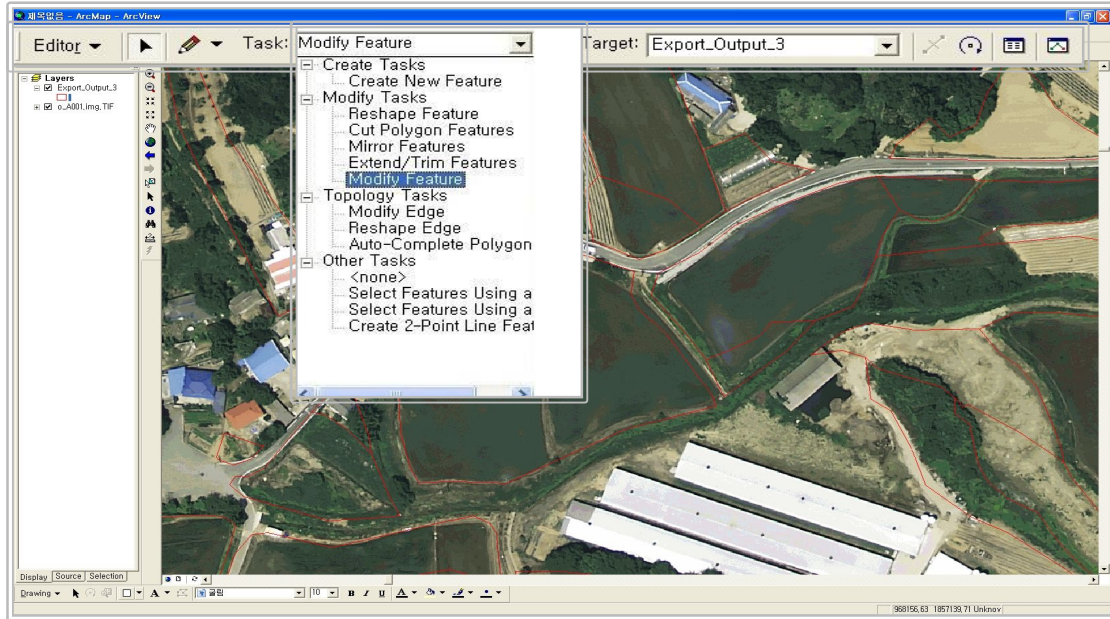 제목없음 - ArcMap - ArcView
Editor
Task:
Modify Feature
Target:
Export_Output_3
Create Tasks
Create New Feature
Modify Tasks
Reshape Feature
Cut Polygon Features
Mirror Features
Extend/Trim Features
Modify Feature
Topology Tasks
Modify Edge
Reshape Edge
Auto-Complete Polygon
Other Tasks
<none>
Select Features Using a
Select Features Using a
Create 2-Point Line Feat
Layers
Export_Output_3
o_A001.img.TIF
Display Source Selection
Drawing
A
굴림
10
B I U A
968156,63 1857139,71 Unknov